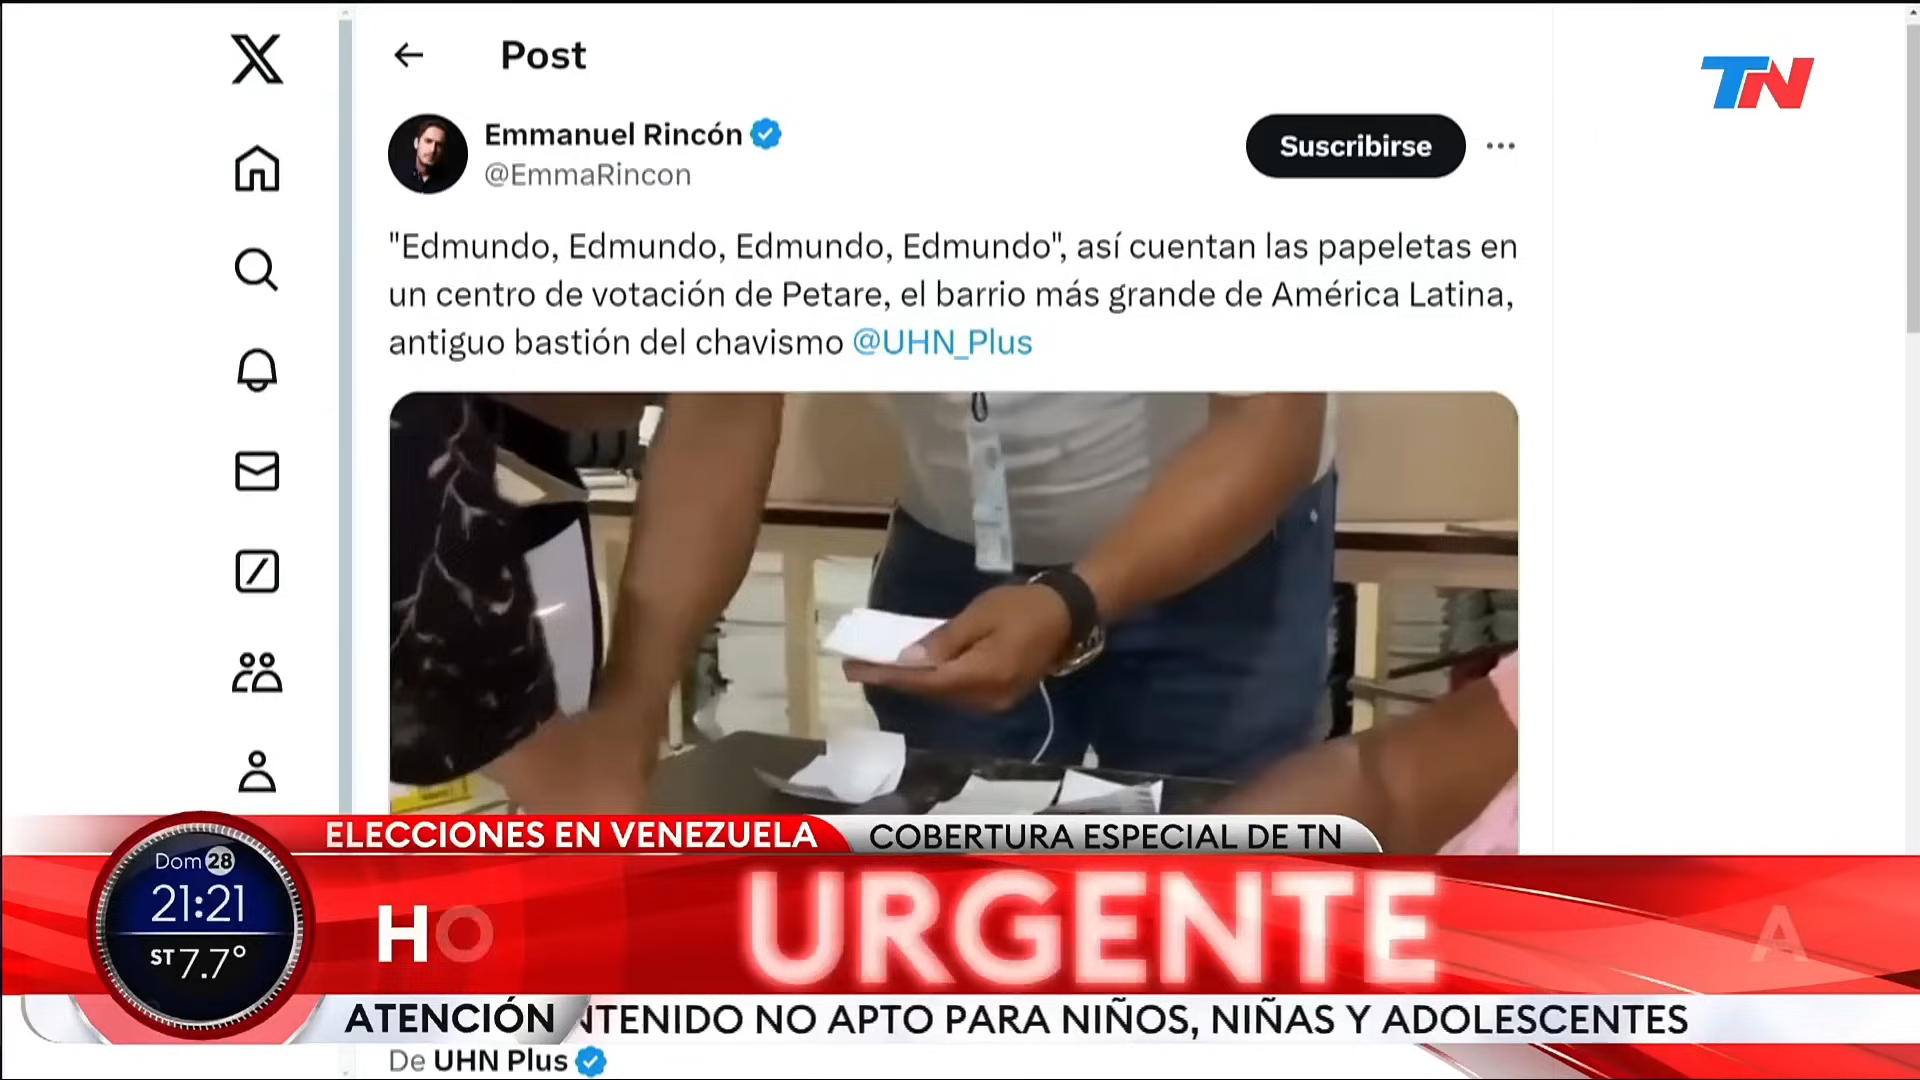 Post
TN
Emmanuel Rincón
@EmmaRincon
Suscribirse
"Edmundo, Edmundo, Edmundo, Edmundo", así cuentan las papeletas en
un centro de votación de Petare, el barrio más grande de América Latina,
antiguo bastión del chavismo @UHN_Plus
ELECCIONES EN VENEZUELA
COBERTURA ESPECIAL DE TN
Dom 28
21:21
ST 7.7°
HO
URGENTE
A
ATENCIÓN
NTENIDO NO APTO PARA NIÑOS, NIÑAS Y ADOLESCENTES
De UHN Plus